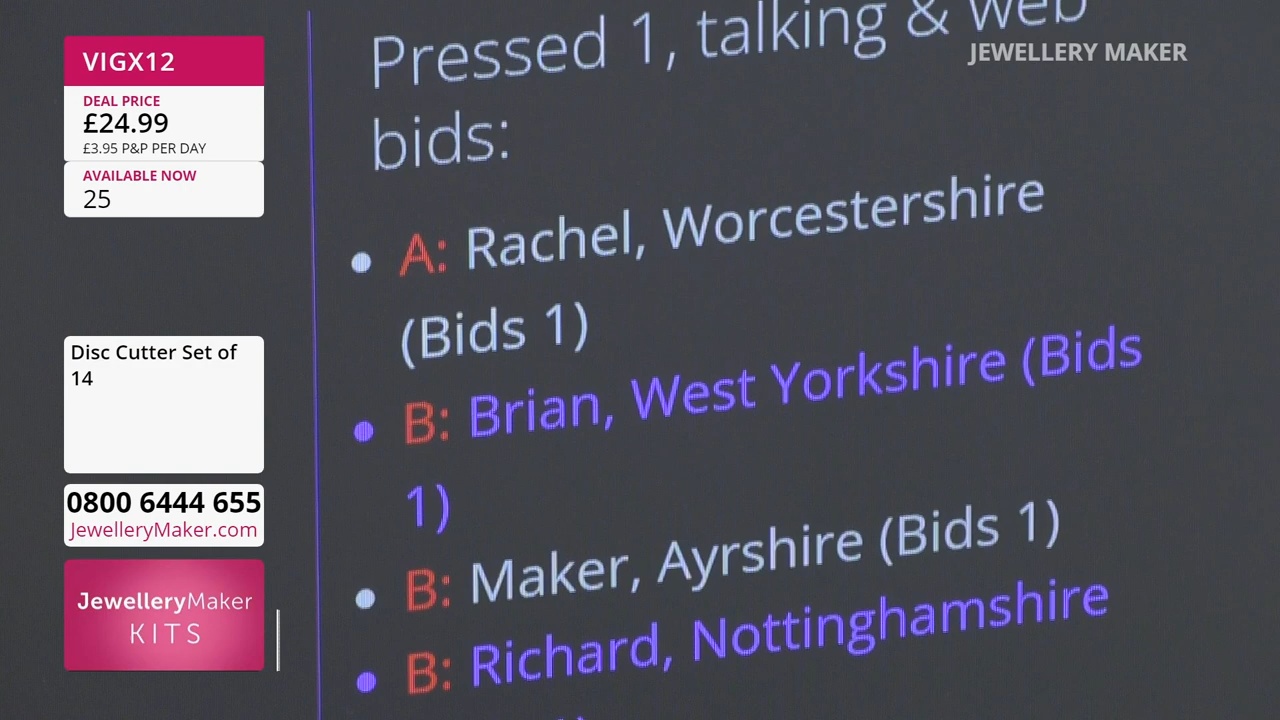 VIGX12
DEAL PRICE
£24.99
£3.95 P&P PER DAY
AVAILABLE NOW
25
Disc Cutter Set of
14
0800 6444 655
JewelleryMaker.com
JewelleryMaker
KITS
JEWELLERY MAKER
Pressed 1, talking & web
bids:
• A: Rachel, Worcestershire
(Bids 1)
• B: Brian, West Yorkshire (Bids
1)
• B: Maker, Ayrshire (Bids 1)
• B: Richard, Nottinghamshire